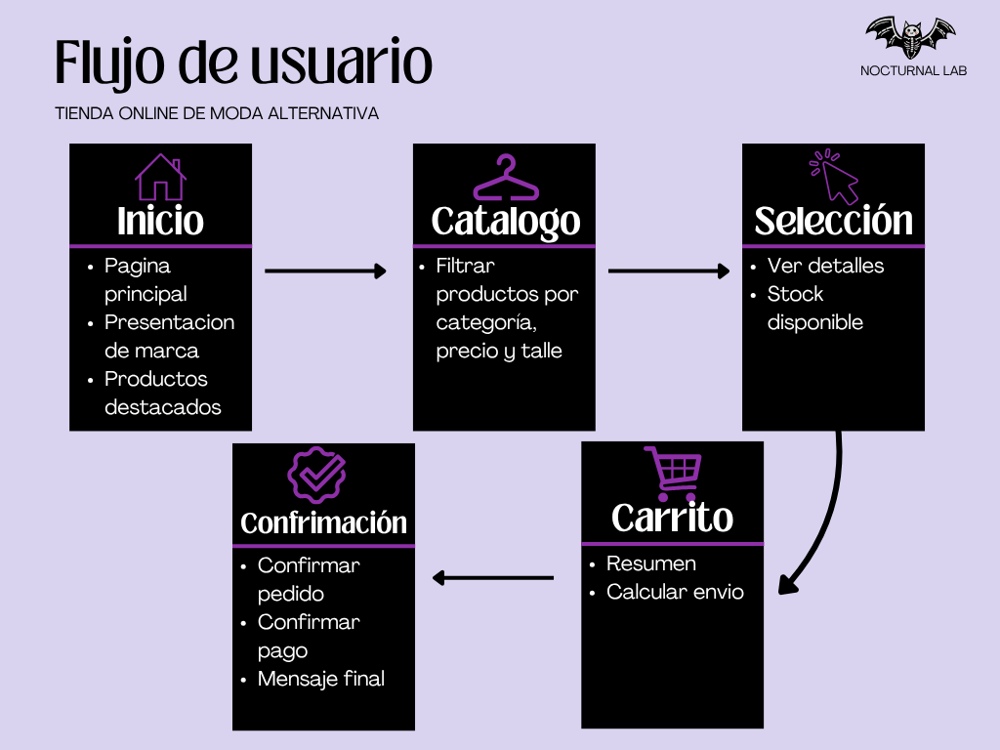 Flujo de usuario
TIENDA ONLINE DE MODA ALTERNATIVA
NOCTURNAL LAB
Inicio
• Pagina
principal
• Presentacion
de marca
• Productos
destacados
Catalogo
• Filtrar
productos por
categoría,
precio y talle
Selección
• Ver detalles
• Stock
disponible
Carrito
• Resumen
• Calcular envio
Confrimación
• Confirmar
pedido
• Confirmar
pago
• Mensaje final